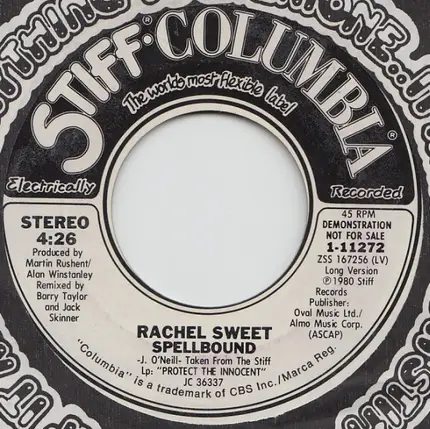 STIFF®·COLUMBIA®
The world's most flexible label
Electrically
Recorded
STEREO
4:26
Produced by
Martin Rushent/
Alan Winstanley
Remixed by
Barry Taylor
and Jack
Skinner
45 RPM
DEMONSTRATION
NOT FOR SALE
1-11272
ZSS 167256 (LV)
Long Version
℗1980 Stiff
Records
Publisher:
Oval Music Ltd./
Almo Music Corp.
(ASCAP)
RACHEL SWEET
SPELLBOUND
-J. O'Neill- Taken From The Stiff
Lp: "PROTECT THE INNOCENT"
JC 36337
"Columbia" is a trademark of CBS Inc./Marca Reg.